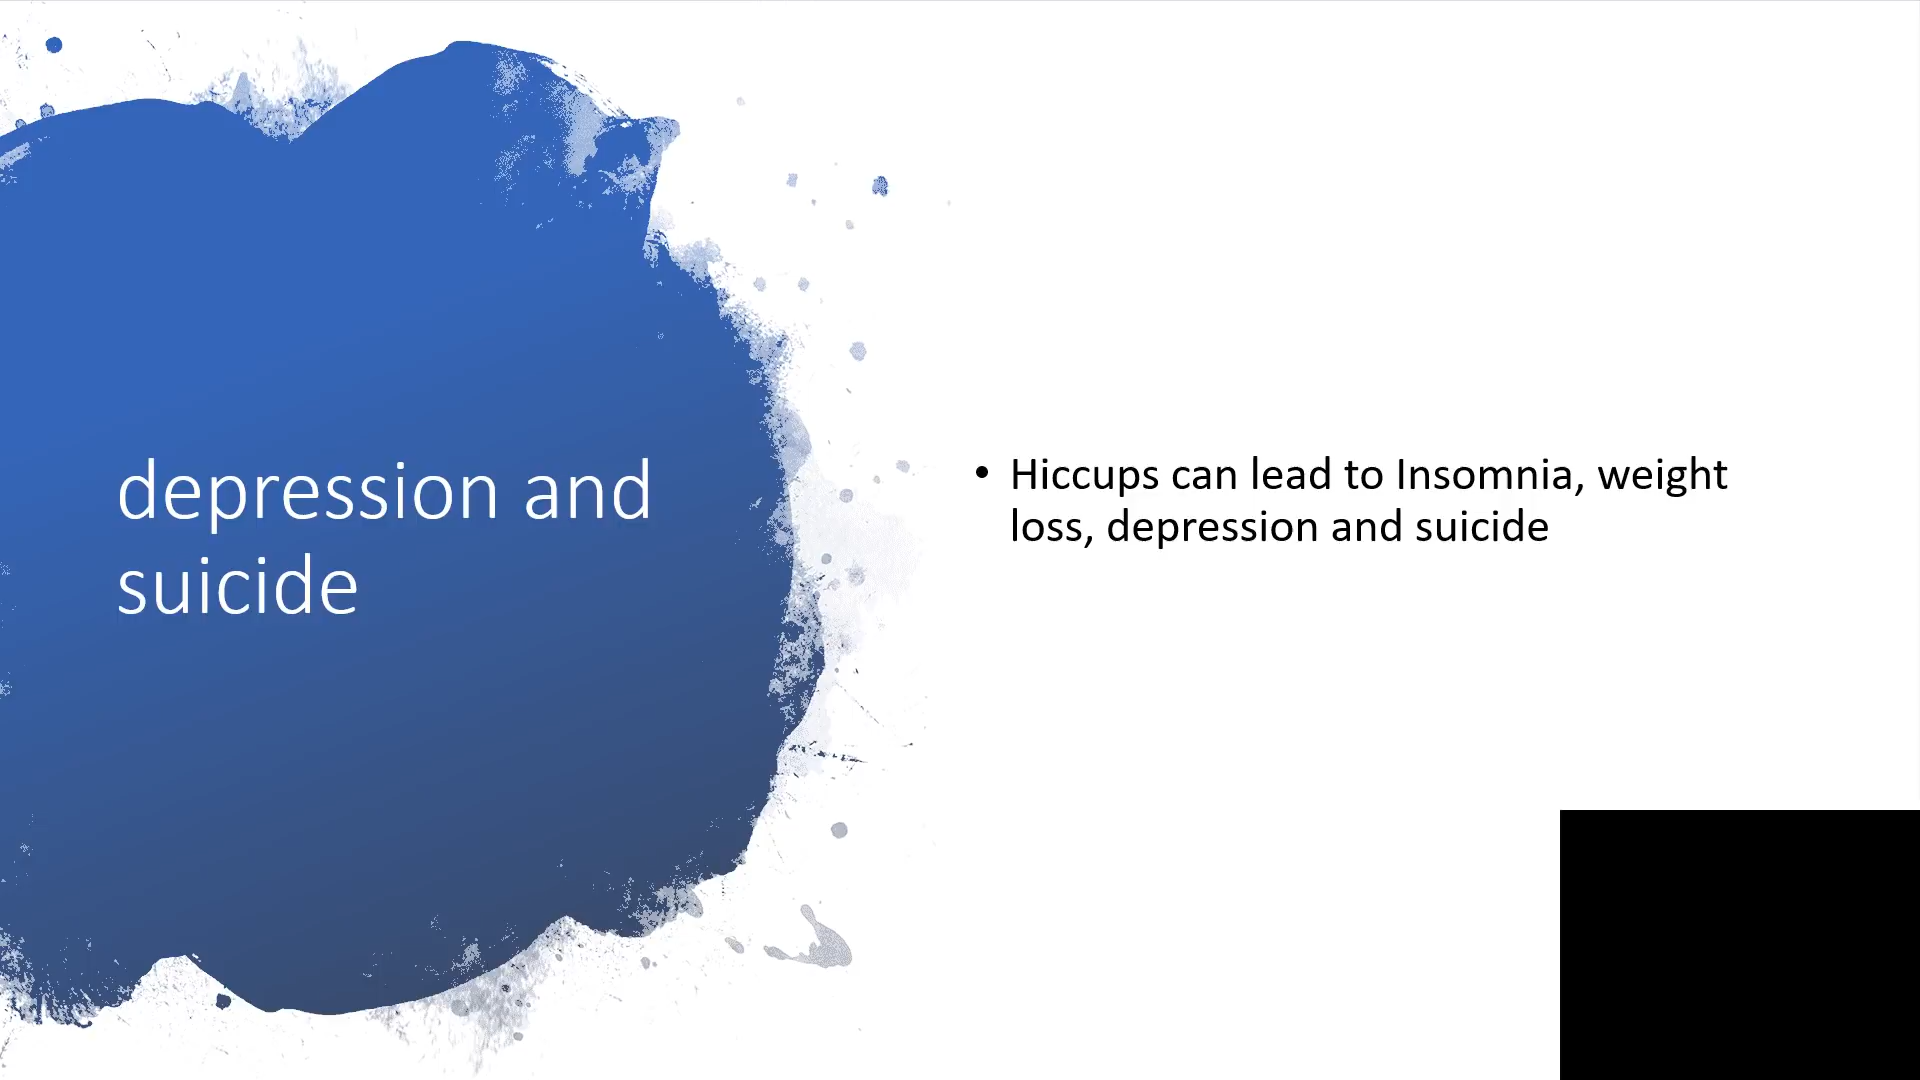 depression and
suicide
• Hiccups can lead to Insomnia, weight
loss, depression and suicide